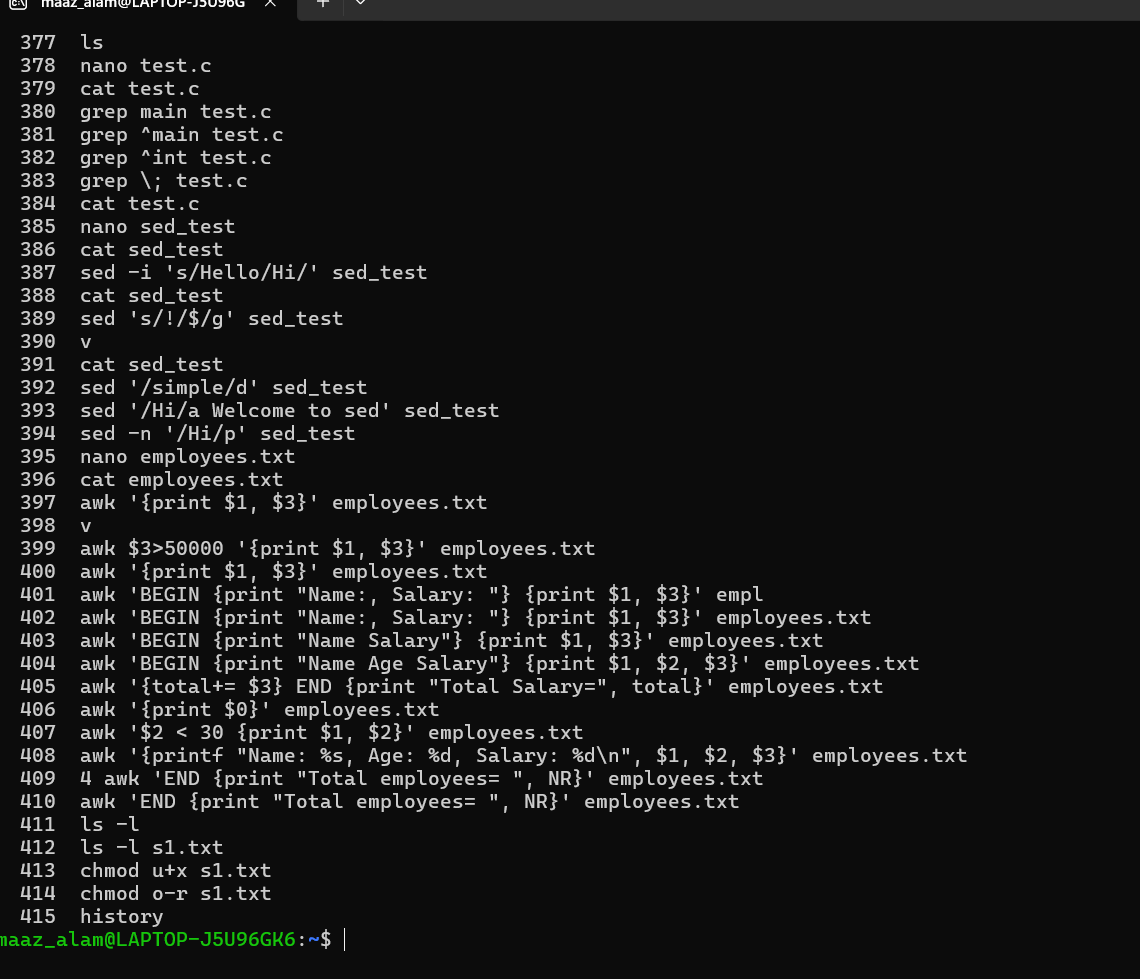 maaz_alam@LAPTOP-J5U96G
377 ls
378 nano test.c
379 cat test.c
380 grep main test.c
381 grep ^main test.c
382 grep ^int test.c
383 grep \; test.c
384 cat test.c
385 nano sed_test
386 cat sed_test
387 sed -i 's/Hello/Hi/' sed_test
388 cat sed_test
389 sed 's/!/$/g' sed_test
390 v
391 cat sed_test
392 sed '/simple/d' sed_test
393 sed '/Hi/a Welcome to sed' sed_test
394 sed -n '/Hi/p' sed_test
395 nano employees.txt
396 cat employees.txt
397 awk '{print $1, $3}' employees.txt
398 v
399 awk $3>50000 '{print $1, $3}' employees.txt
400 awk '{print $1, $3}' employees.txt
401 awk 'BEGIN {print "Name:, Salary: "} {print $1, $3}' empl
402 awk 'BEGIN {print "Name:, Salary: "} {print $1, $3}' employees.txt
403 awk 'BEGIN {print "Name Salary"} {print $1, $3}' employees.txt
404 awk 'BEGIN {print "Name Age Salary"} {print $1, $2, $3}' employees.txt
405 awk '{total+= $3} END {print "Total Salary=", total}' employees.txt
406 awk '{print $0}' employees.txt
407 awk '$2 < 30 {print $1, $2}' employees.txt
408 awk '{printf "Name: %s, Age: %d, Salary: %d\n", $1, $2, $3}' employees.txt
409 4 awk 'END {print "Total employees= ", NR}' employees.txt
410 awk 'END {print "Total employees= ", NR}' employees.txt
411 ls -l
412 ls -l s1.txt
413 chmod u+x s1.txt
414 chmod o-r s1.txt
415 history
maaz_alam@LAPTOP-J5U96GK6:~$